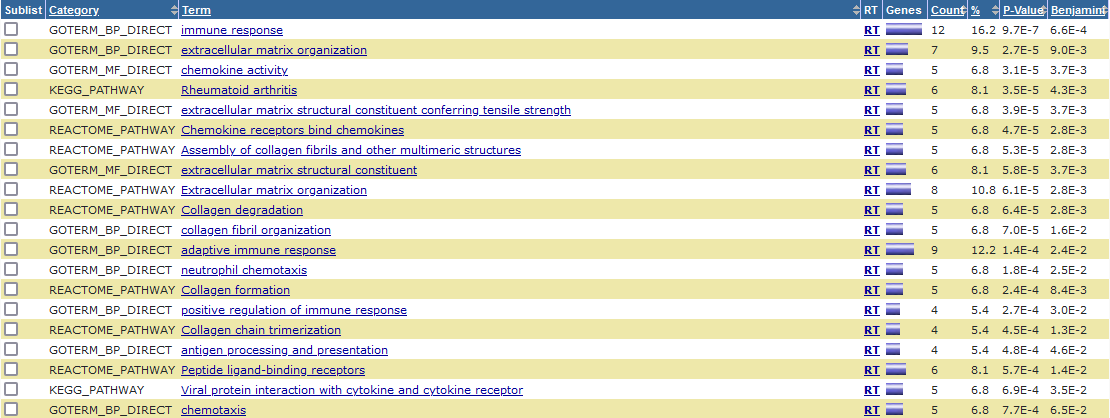 Sublist Category Term RT Genes Count % P-Value Benjamini
GOTERM_BP_DIRECT immune response RT 12 16.2 9.7E-7 6.6E-4
GOTERM_BP_DIRECT extracellular matrix organization RT 7 9.5 2.7E-5 9.0E-3
GOTERM_MF_DIRECT chemokine activity RT 5 6.8 3.1E-5 3.7E-3
KEGG_PATHWAY Rheumatoid arthritis RT 6 8.1 3.5E-5 4.3E-3
GOTERM_MF_DIRECT extracellular matrix structural constituent conferring tensile strength RT 5 6.8 3.9E-5 3.7E-3
REACTOME_PATHWAY Chemokine receptors bind chemokines RT 5 6.8 4.7E-5 2.8E-3
REACTOME_PATHWAY Assembly of collagen fibrils and other multimeric structures RT 5 6.8 5.3E-5 2.8E-3
GOTERM_MF_DIRECT extracellular matrix structural constituent RT 6 8.1 5.8E-5 3.7E-3
REACTOME_PATHWAY Extracellular matrix organization RT 8 10.8 6.1E-5 2.8E-3
REACTOME_PATHWAY Collagen degradation RT 5 6.8 6.4E-5 2.8E-3
GOTERM_BP_DIRECT collagen fibril organization RT 5 6.8 7.0E-5 1.6E-2
GOTERM_BP_DIRECT adaptive immune response RT 9 12.2 1.4E-4 2.4E-2
GOTERM_BP_DIRECT neutrophil chemotaxis RT 5 6.8 1.8E-4 2.5E-2
REACTOME_PATHWAY Collagen formation RT 5 6.8 2.4E-4 8.4E-3
GOTERM_BP_DIRECT positive regulation of immune response RT 4 5.4 2.7E-4 3.0E-2
REACTOME_PATHWAY Collagen chain trimerization RT 4 5.4 4.5E-4 1.3E-2
GOTERM_BP_DIRECT antigen processing and presentation RT 4 5.4 4.8E-4 4.6E-2
REACTOME_PATHWAY Peptide ligand-binding receptors RT 6 8.1 5.7E-4 1.4E-2
KEGG_PATHWAY Viral protein interaction with cytokine and cytokine receptor RT 5 6.8 6.9E-4 3.5E-2
GOTERM_BP_DIRECT chemotaxis RT 5 6.8 7.7E-4 6.5E-2